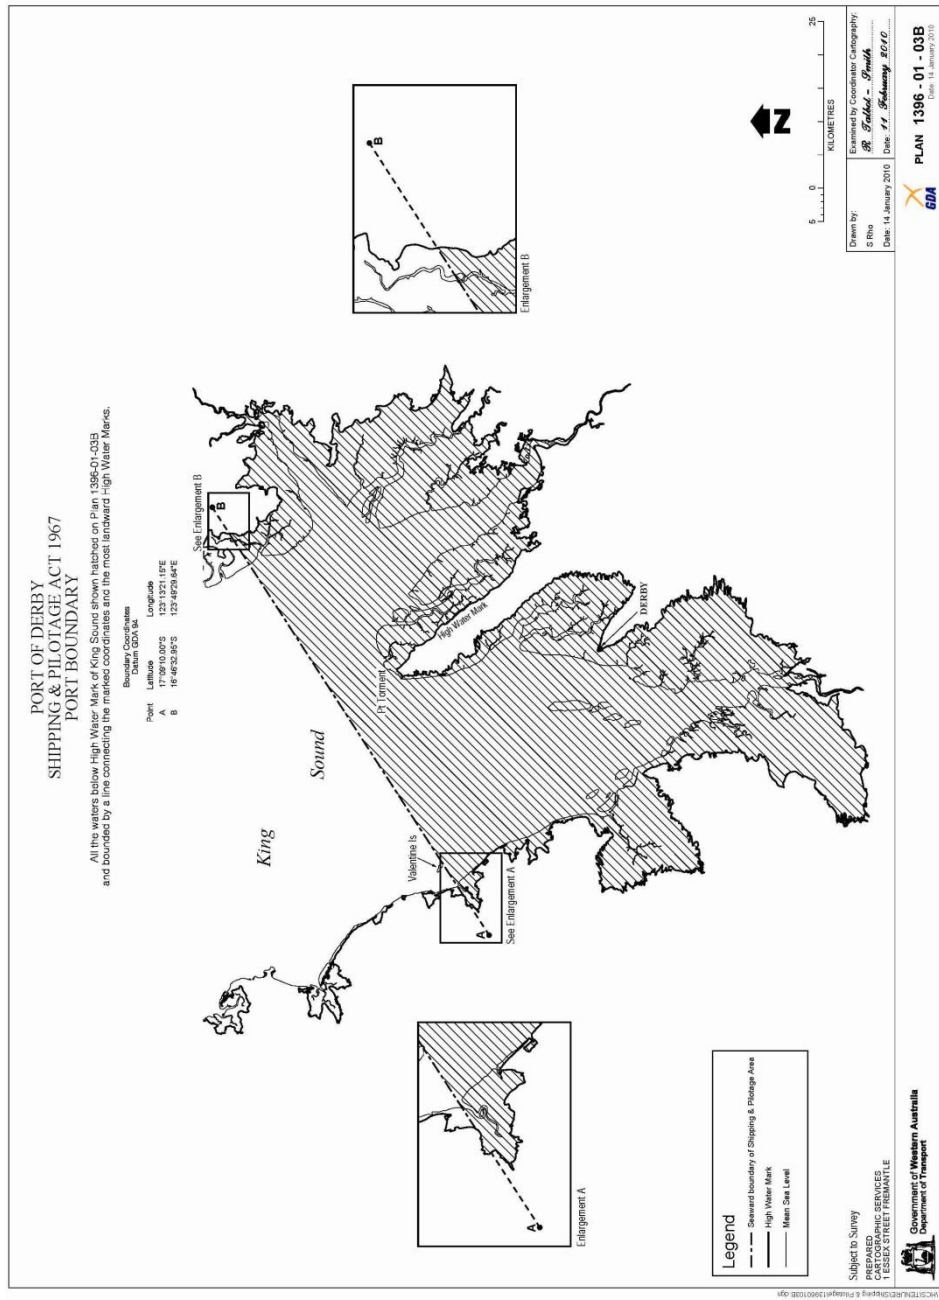 PORT OF DERBY
SHIPPING & PILOTAGE ACT 1967
PORT BOUNDARY
All the waters below High Water Mark of King Sound shown hatched on Plan 1396-01-03B
and bounded by a line connecting the marked coordinates and the most landward High Water Marks.
Boundary Coordinates
Datum GDA 94
Point Latitude Longitude
A 17°09'10.00"S 123°13'21.15"E
B 16°46'32.95"S 123°49'29.64"E
King
Sound
Valentine Is
A
See Enlargement A
See Enlargement B
B
Pt Torment
High Water Mark
DERBY
A
Enlargement A
B
Enlargement B
N
KILOMETRES
5 0 25
Legend
Seaward boundary of Shipping & Pilotage Area
High Water Mark
Mean Sea Level
Subject to Survey
PREPARED
CARTOGRAPHIC SERVICES
1 ESSEX STREET FREMANTLE
Government of Western Australia
Department of Transport
Drawn by:
S Rho
Date: 14 January 2010
Examined by Coordinator Cartography:
Date: 11 February 2010
GDA
PLAN 1396 - 01 - 03B
Date: 14 January 2010